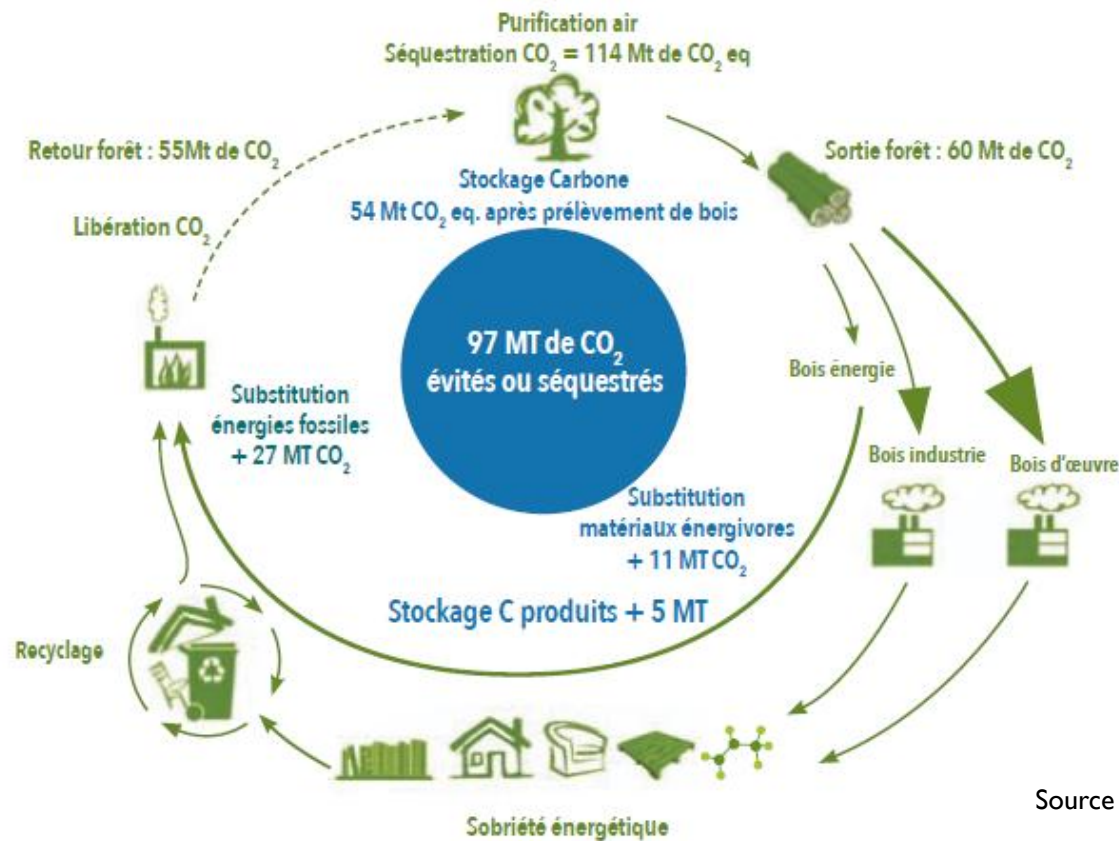 Purification air
Séquestration CO₂ = 114 Mt de CO₂ eq
Retour forêt : 55Mt de CO₂
Sortie forêt : 60 Mt de CO₂
Stockage Carbone
54 Mt CO₂ eq. après prélèvement de bois
Libération CO₂
97 MT de CO₂
évités ou séquestrés
Bois énergie
Substitution
énergies fossiles
+ 27 MT CO₂
Bois industrie
Bois d'œuvre
Substitution
matériaux énergivores
+ 11 MT CO₂
Stockage C produits + 5 MT
Recyclage
Source
Sobriété énergétique